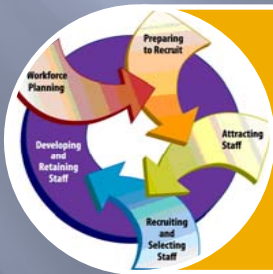 Preparing
to Recruit
Workforce
Planning
Attracting
Staff
Developing
and
Retaining
Staff
Recruiting
and
Selecting
Staff